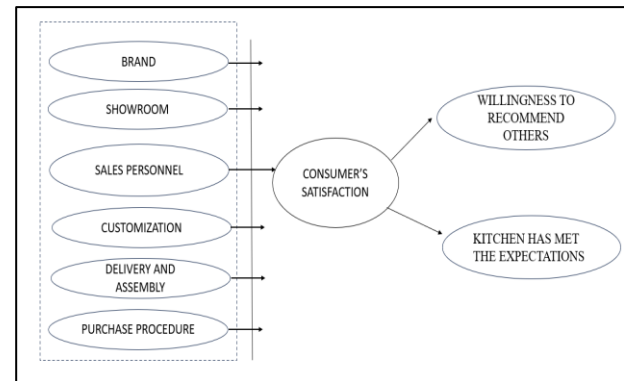 BRAND
SHOWROOM
SALES PERSONNEL
CUSTOMIZATION
DELIVERY AND
ASSEMBLY
PURCHASE PROCEDURE
CONSUMER'S
SATISFACTION
WILLINGNESS TO
RECOMMEND
OTHERS
KITCHEN HAS MET
THE EXPECTATIONS